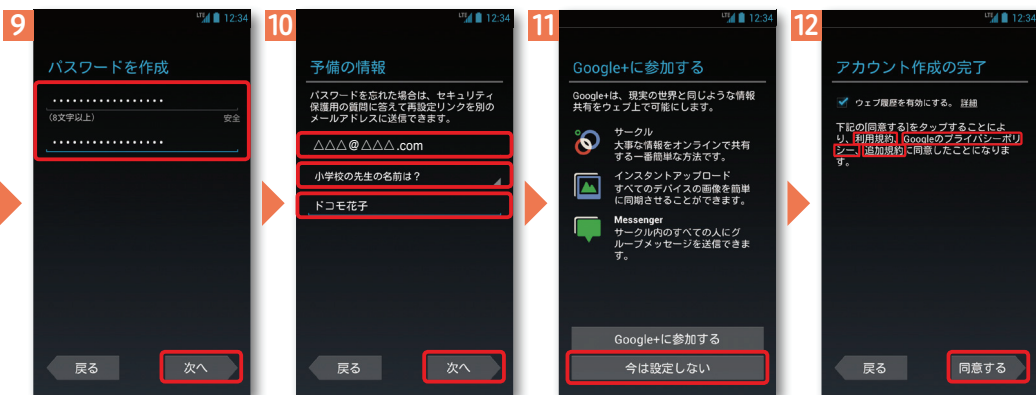 9
LTE 12:34
パスワードを作成
•••••••••••••••••
(8文字以上) 安全
•••••••••••••••••
戻る
次へ
10
LTE 12:34
予備の情報
パスワードを忘れた場合は、セキュリティ
保護用の質問に答えて再設定リンクを別の
メールアドレスに送信できます。
△△△@△△△.com
小学校の先生の名前は？
ドコモ花子
戻る
次へ
11
LTE 12:34
Google+に参加する
Google+は、現実の世界と同じような情報
共有をウェブ上で可能にします。
サークル
大事な情報をオンラインで共有
する一番簡単な方法です。
インスタントアップロード
すべてのデバイスの画像を簡単
に同期させることができます。
Messenger
サークル内のすべての人にグ
ループメッセージを送信できま
す。
Google+に参加する
今は設定しない
12
LTE 12:34
アカウント作成の完了
ウェブ履歴を有効にする。 詳細
下記の[同意する]をタップすることによ
り、利用規約、Googleのプライバシーポリ
シー、追加規約に同意したことになりま
す。
戻る
同意する